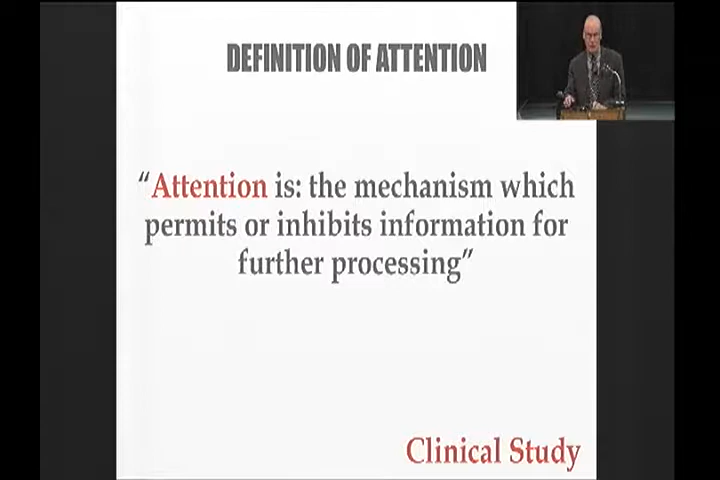 DEFINITION OF ATTENTION
“Attention is: the mechanism which
permits or inhibits information for
further processing”
Clinical Study